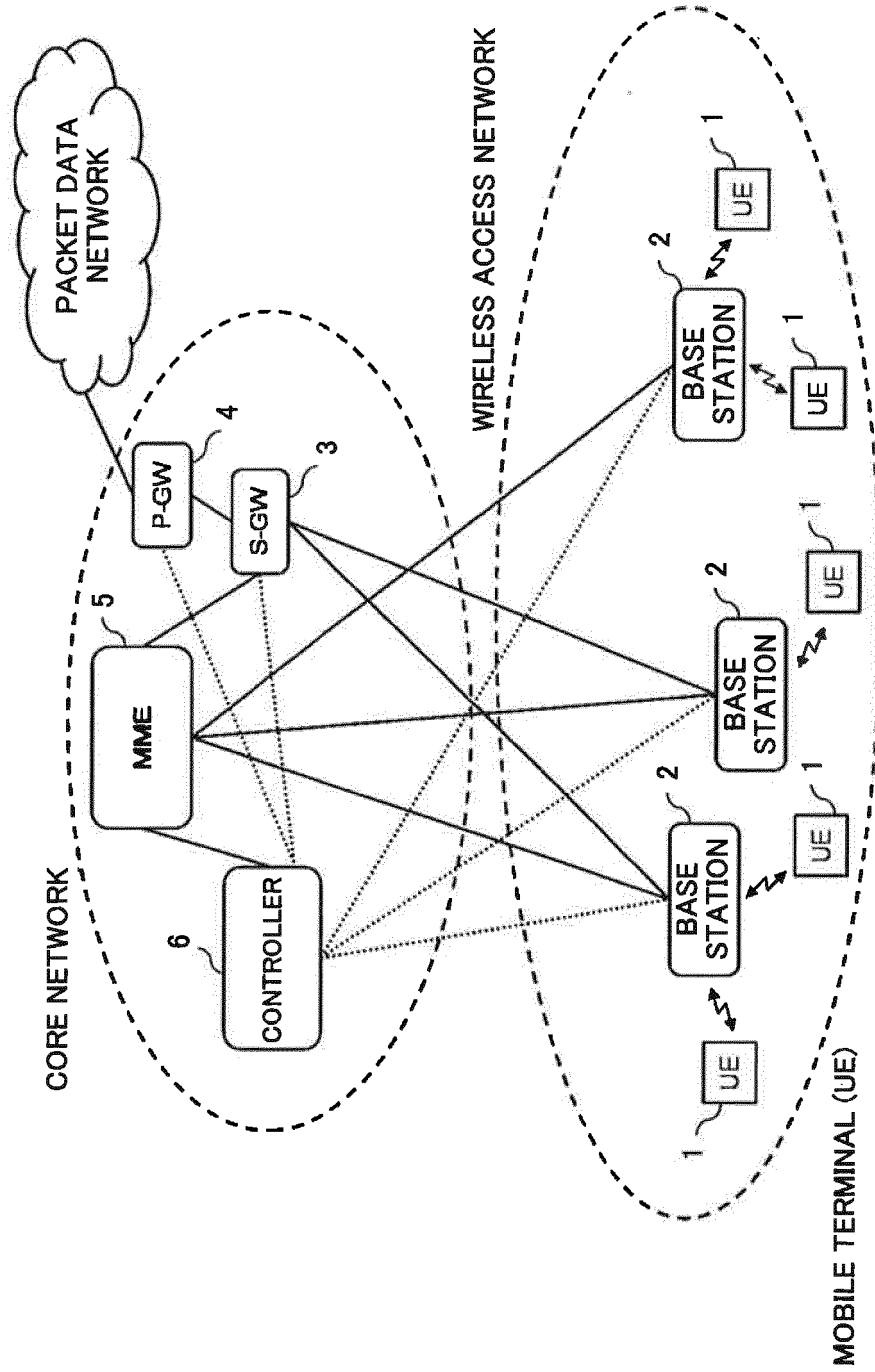 PACKET DATA
NETWORK
CORE NETWORK
5
MME
P-GW
4
6
CONTROLLER
S-GW
3
WIRELESS ACCESS NETWORK
2
BASE
STATION
2
BASE
STATION
2
BASE
STATION
1
UE
1
UE
1
UE
1
UE
1
UE
MOBILE TERMINAL (UE)